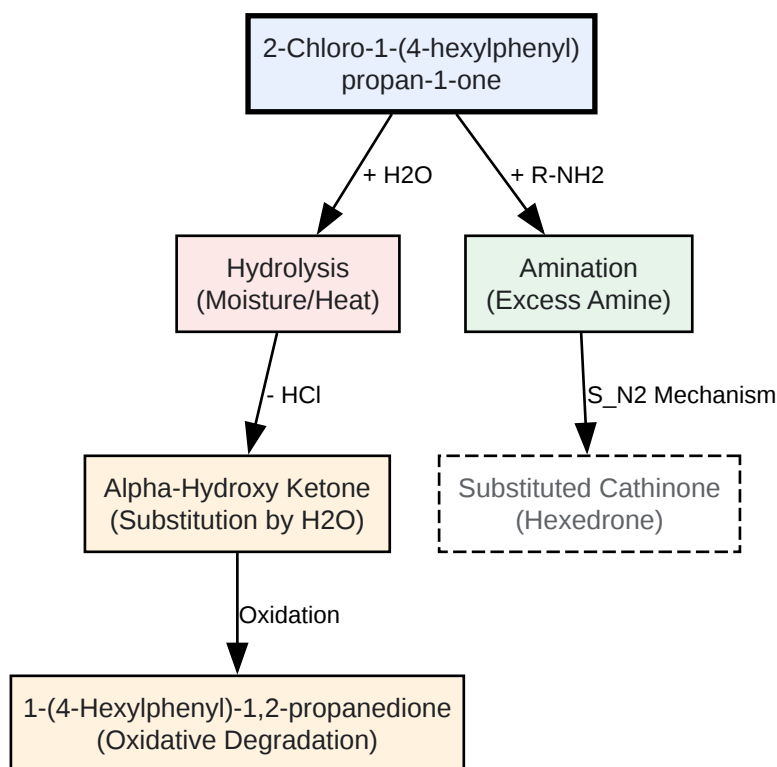 2-Chloro-1-(4-hexylphenyl)
propan-1-one
+ H2O
+ R-NH2
Hydrolysis
(Moisture/Heat)
Amination
(Excess Amine)
- HCl
S_N2 Mechanism
Alpha-Hydroxy Ketone
(Substitution by H2O)
Substituted Cathinone
(Hexedrone)
Oxidation
1-(4-Hexylphenyl)-1,2-propanedione
(Oxidative Degradation)